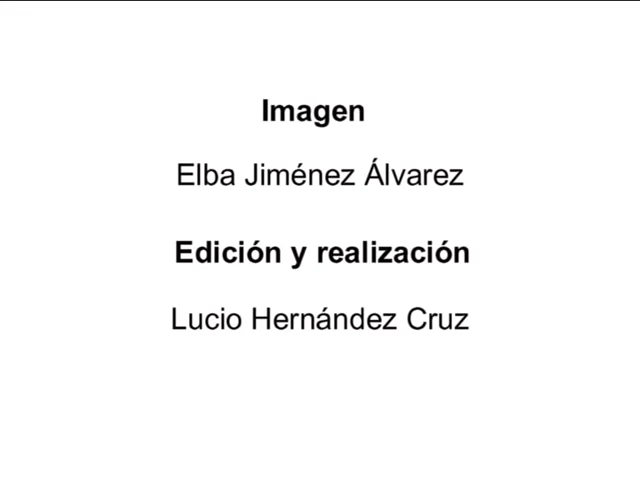 Imagen
Elba Jiménez Álvarez
Edición y realización
Lucio Hernández Cruz